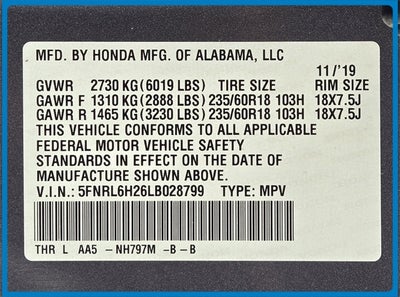 MFD. BY HONDA MFG. OF ALABAMA, LLC
11/'19
GVWR 2730 KG(6019 LBS) TIRE SIZE RIM SIZE
GAWR F 1310 KG(2888 LBS) 235/60R18 103H 18X7.5J
GAWR R 1465 KG(3230 LBS) 235/60R18 103H 18X7.5J
THIS VEHICLE CONFORMS TO ALL APPLICABLE
FEDERAL MOTOR VEHICLE SAFETY
STANDARDS IN EFFECT ON THE DATE OF
MANUFACTURE SHOWN ABOVE.
V.I.N.: 5FNRL6H26LB028799 TYPE: MPV
THR L AA5 -NH797M -B-B